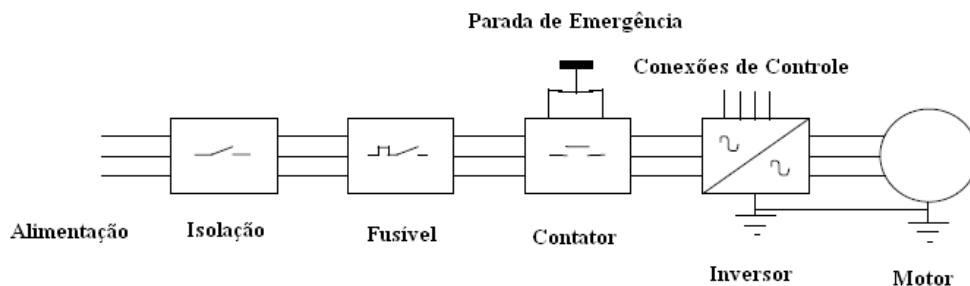 Parada de Emergência
Conexões de Controle
Alimentação
Isolação
Fusível
Contator
Inversor
Motor